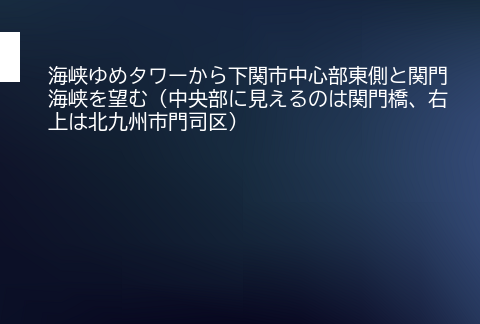 海峡ゆめタワーから下関市中心部東側と関門
海峡を望む（中央部に見えるのは関門橋、右
上は北九州市門司区）